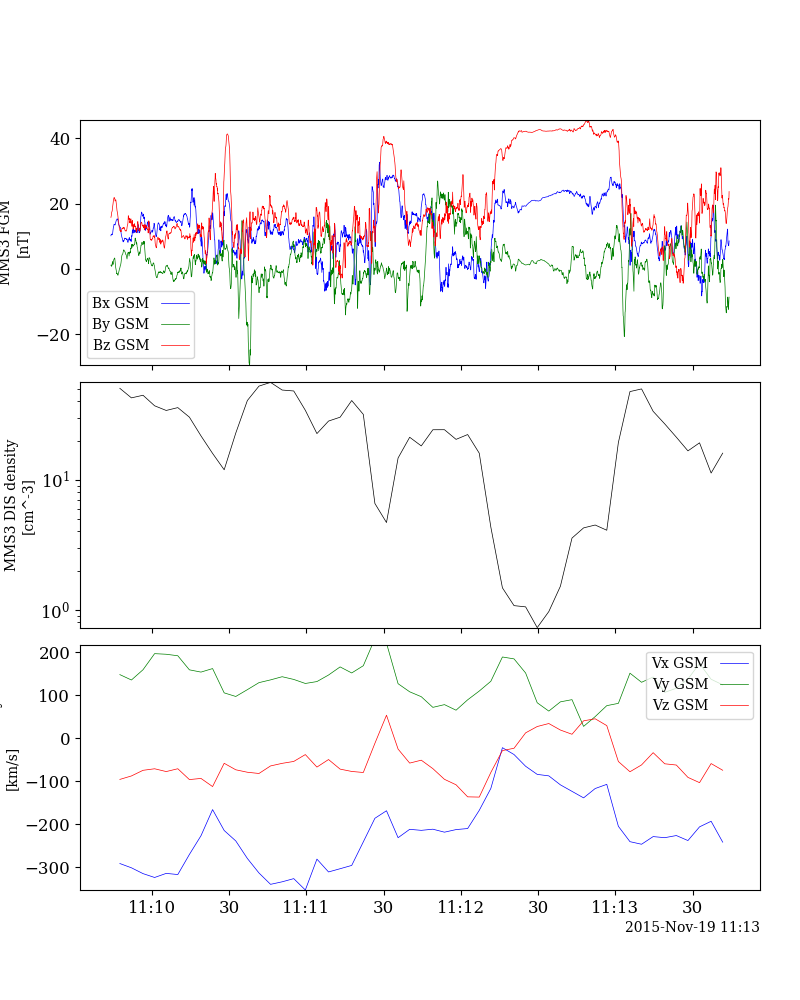 40
20
0
−20
MMS3 FGM
[nT]
Bx GSM
By GSM
Bz GSM
10^1
10^0
MMS3 DIS density
[cm^-3]
200
100
0
−100
−200
−300
[km/s]
Vx GSM
Vy GSM
Vz GSM
11:10 30 11:11 30 11:12 30 11:13 30
2015-Nov-19 11:13